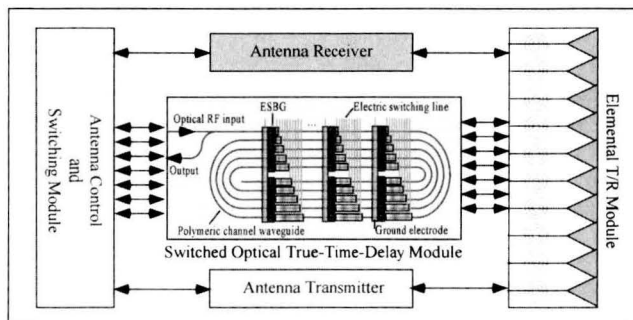 Antenna Control
and
Switching Module
Antenna Receiver
Optical RF input
ESBG
...
Electric switching line
Output
Polymeric channel waveguide
Ground electrode
Switched Optical True-Time-Delay Module
Antenna Transmitter
Elemental T/R Module